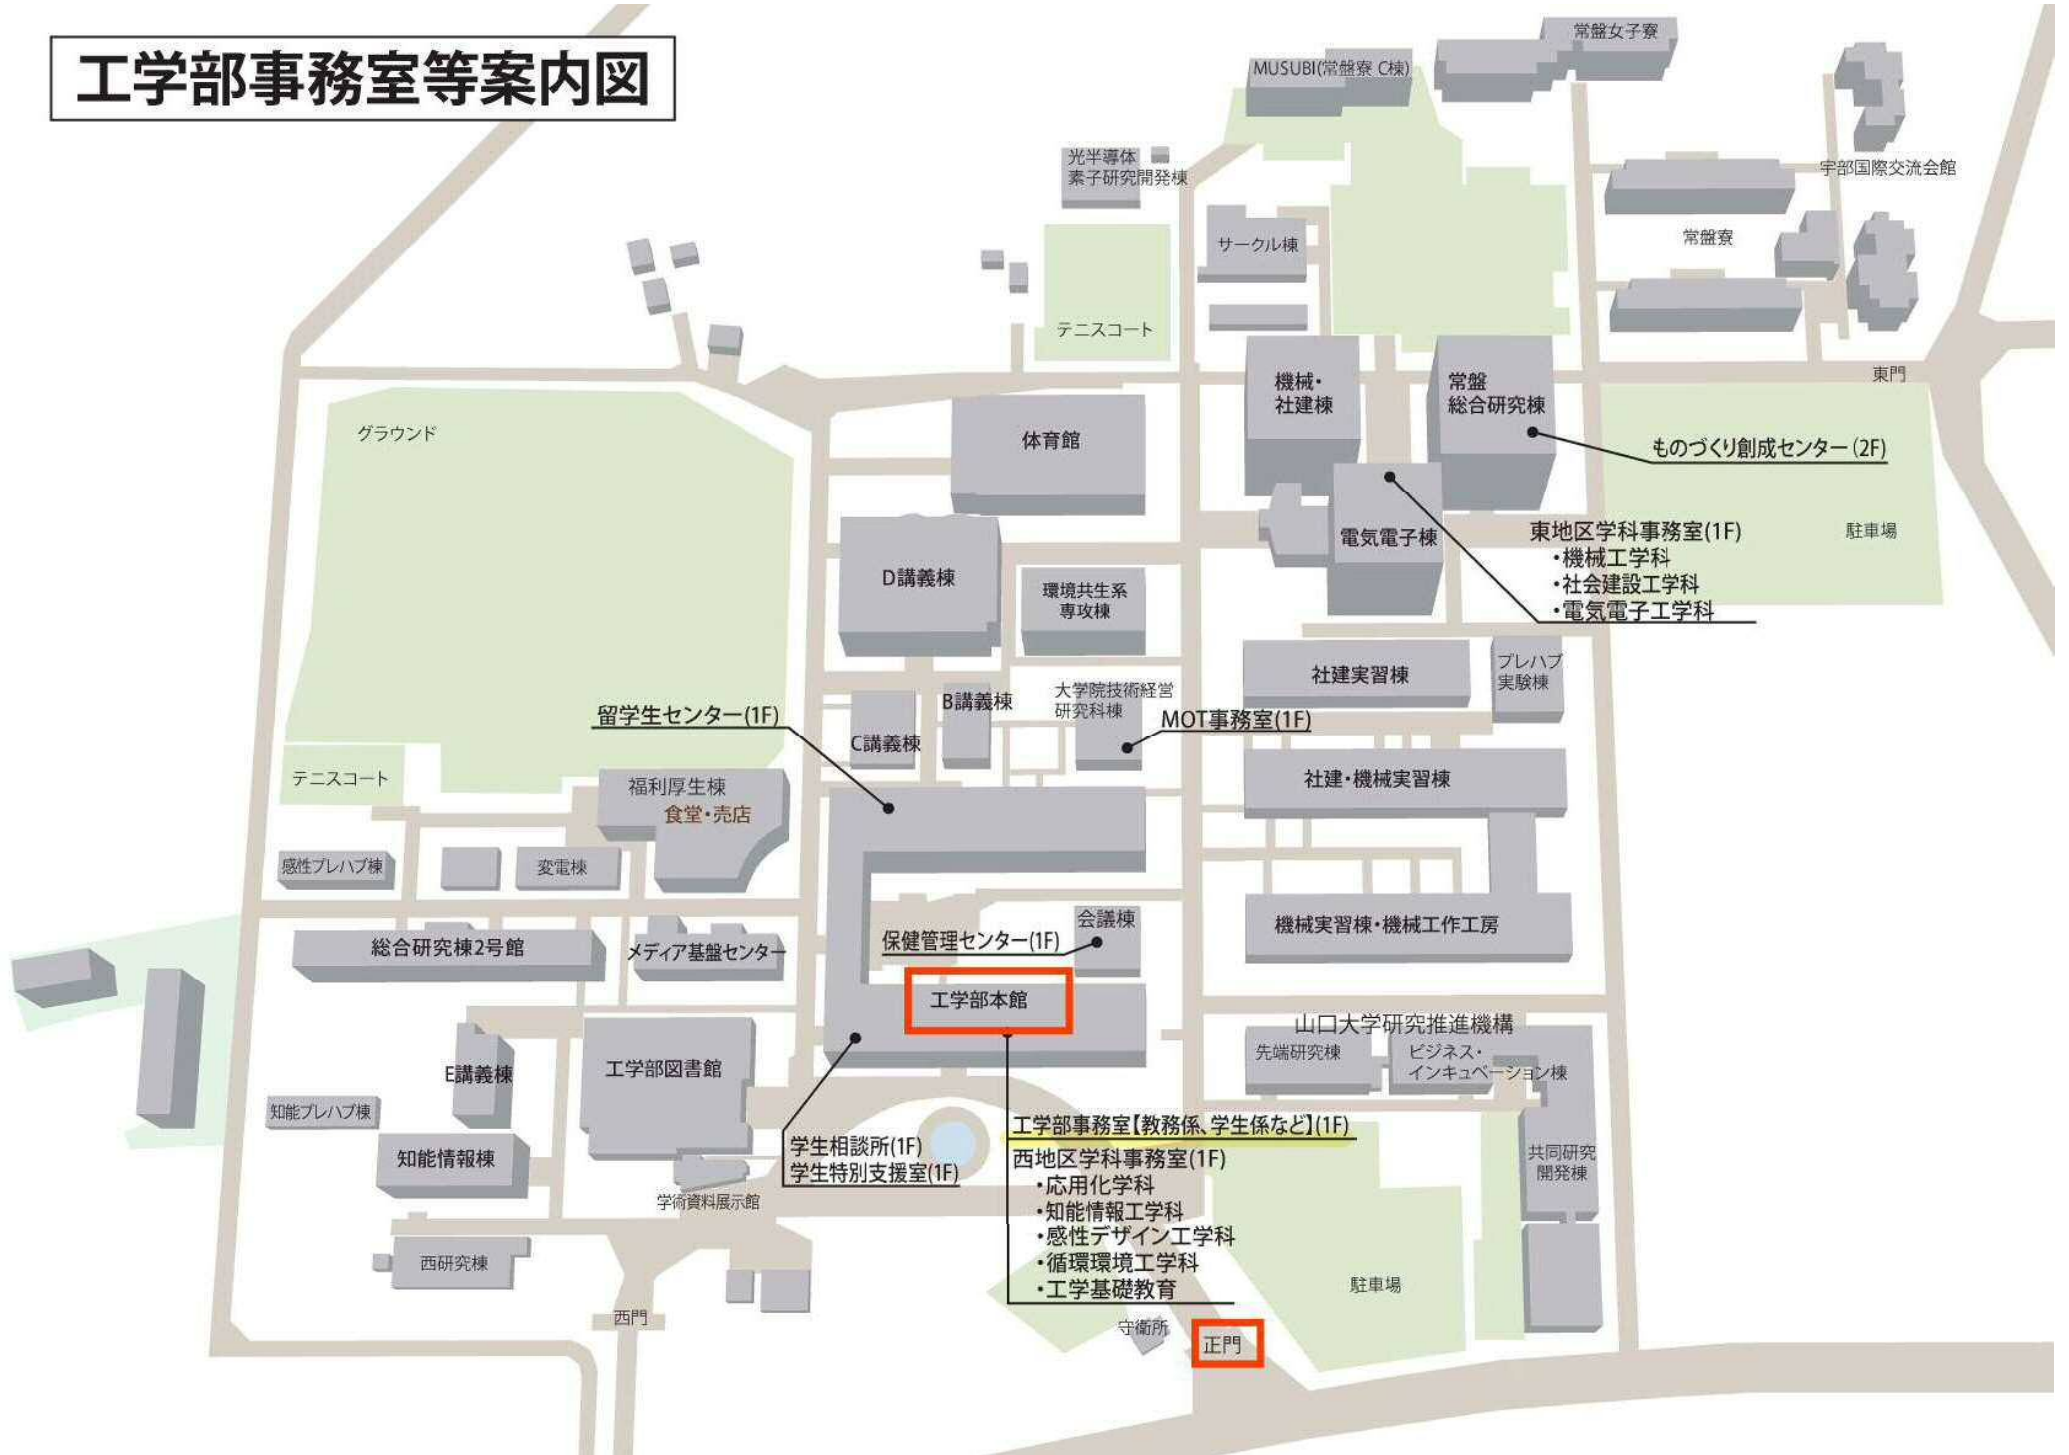 工学部事務室等案内図
常盤女子寮
MUSUBI(常盤寮 C棟)
光半導体
素子研究開発棟
宇部国際交流会館
サークル棟
常盤寮
テニスコート
東門
機械・
社建棟
常盤
総合研究棟
グラウンド
体育館
ものづくり創成センター(2F)
電気電子棟
東地区学科事務室(1F)
・機械工学科
・社会建設工学科
・電気電子工学科
駐車場
D講義棟
環境共生系
専攻棟
社建実習棟
プレハブ
実験棟
大学院技術経営
研究科棟
B講義棟
留学生センター(1F)
MOT事務室(1F)
C講義棟
テニスコート
福利厚生棟
食堂・売店
社建・機械実習棟
感性プレハブ棟
変電棟
会議棟
機械実習棟・機械工作工房
総合研究棟2号館
メディア基盤センター
保健管理センター(1F)
工学部本館
山口大学研究推進機構
先端研究棟
ビジネス・
インキュベーション棟
E講義棟
工学部図書館
知能プレハブ棟
工学部事務室【教務係、学生係など】(1F)
学生相談所(1F)
学生特別支援室(1F)
知能情報棟
西地区学科事務室(1F)
・応用化学科
・知能情報工学科
・感性デザイン工学科
・循環環境工学科
・工学基礎教育
共同研究
開発棟
学術資料展示館
西研究棟
駐車場
西門
守衛所
正門